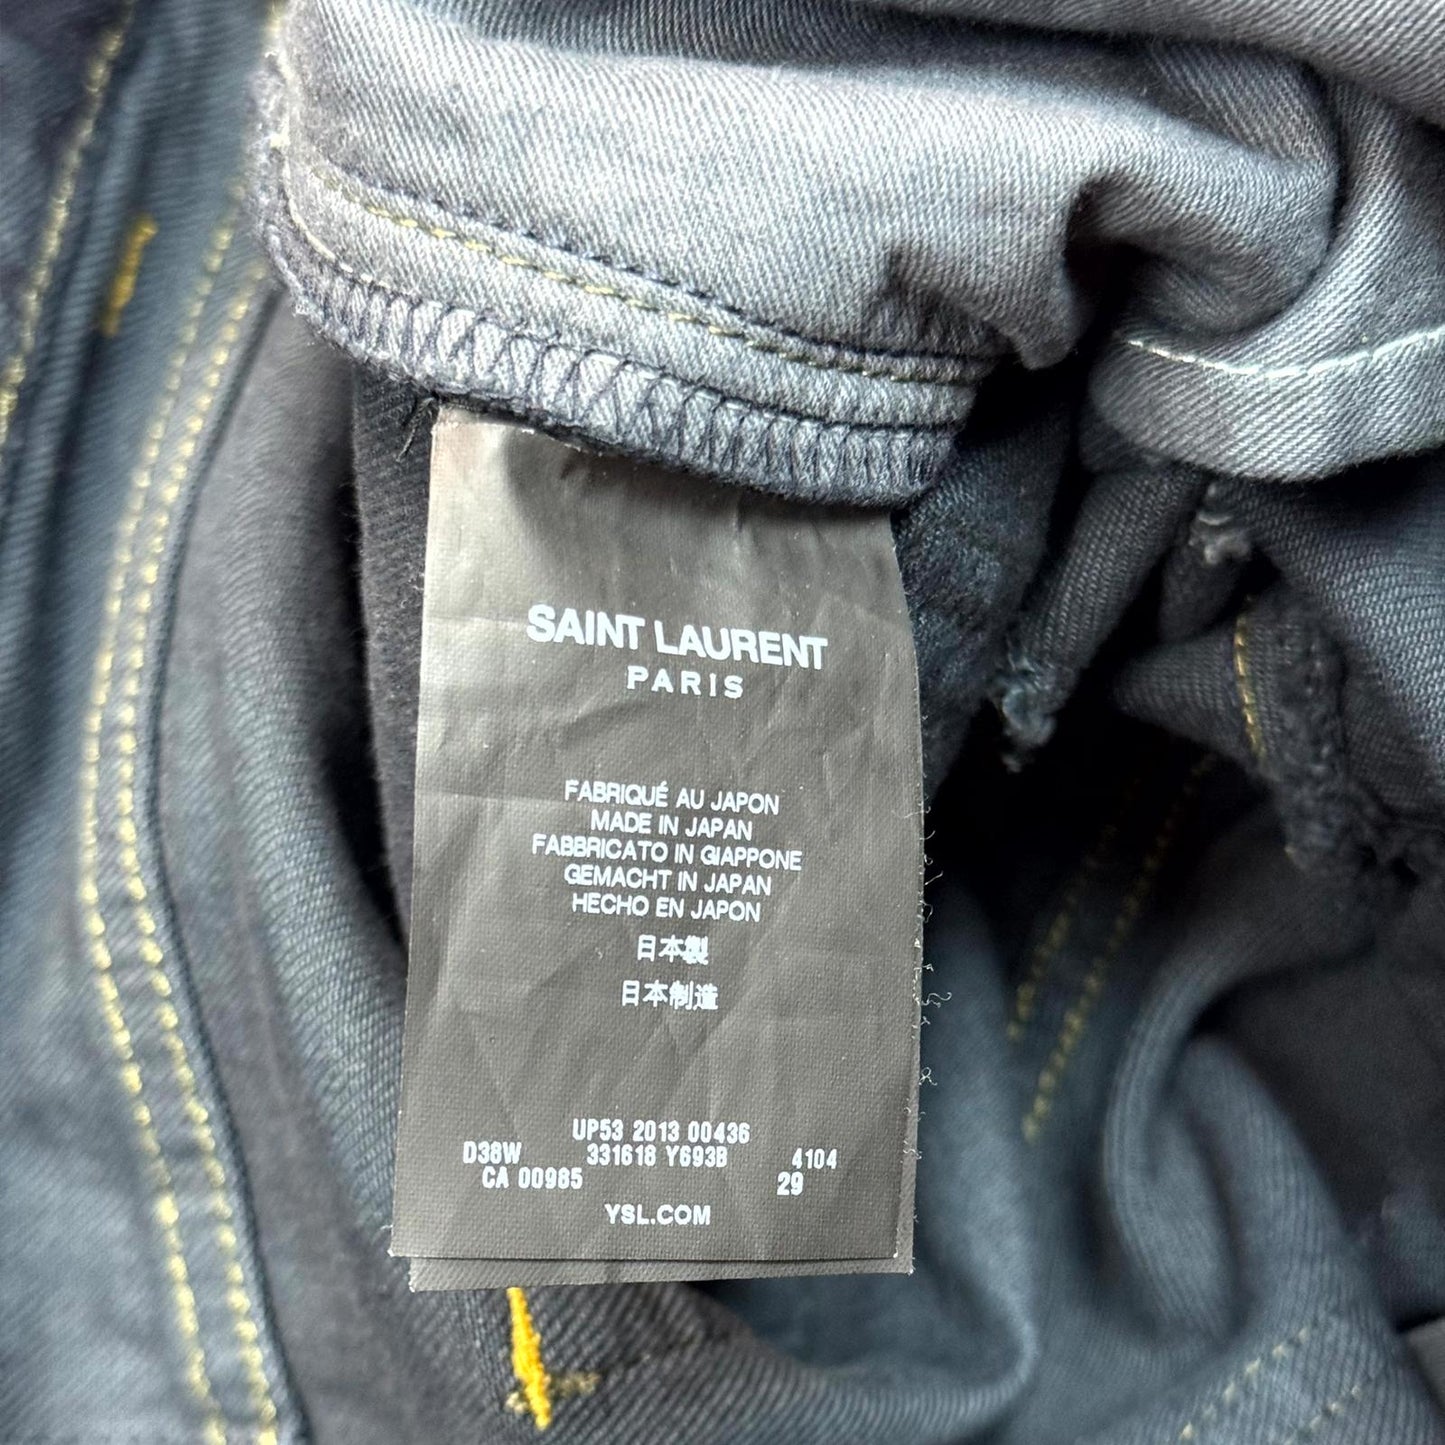 SAINT LAURENT
PARIS
FABRIQUÉ AU JAPON
MADE IN JAPAN
FABBRICATO IN GIAPPONE
GEMACHT IN JAPAN
HECHO EN JAPON
日本製
日本制造
UP53 2013 00436
D38W 331618 Y693B 4104
CA 00985 29
YSL.COM